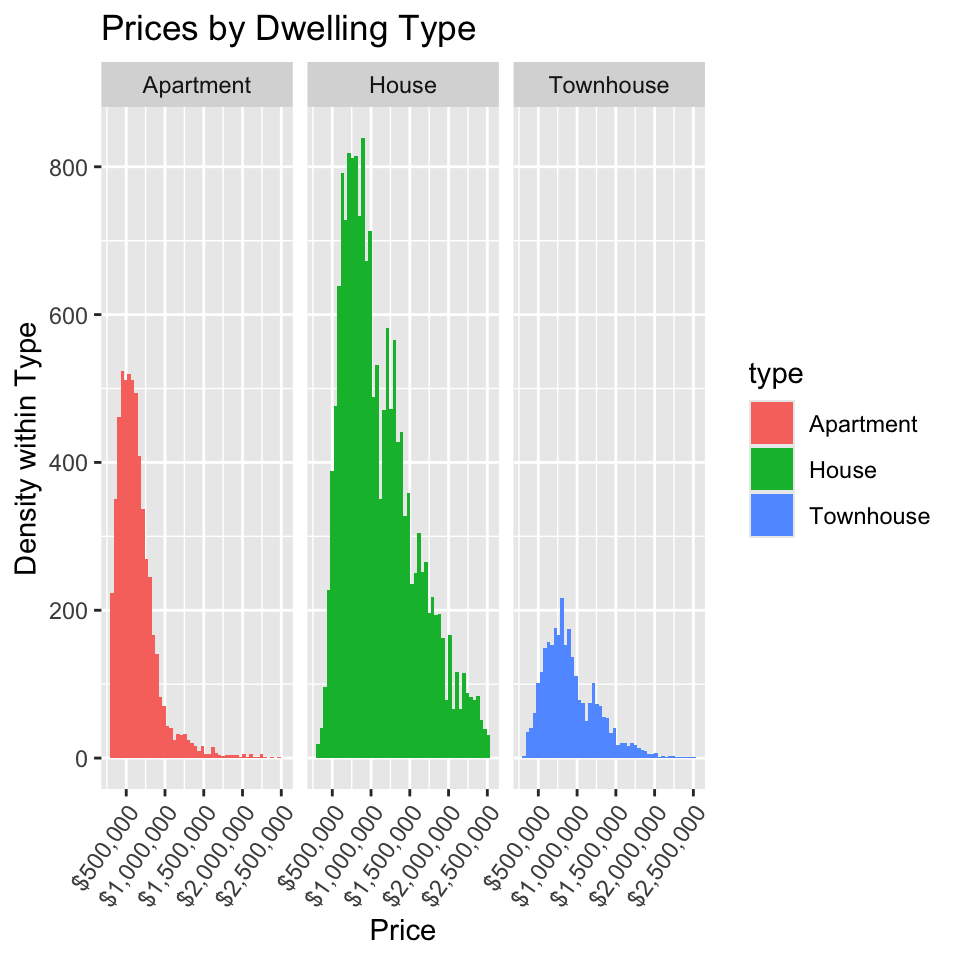 Prices by Dwelling Type
Apartment
House
Townhouse
800
600
400
200
0
Density within Type
$500,000
$1,000,000
$1,500,000
$2,000,000
$2,500,000
$500,000
$1,000,000
$1,500,000
$2,000,000
$2,500,000
$500,000
$1,000,000
$1,500,000
$2,000,000
$2,500,000
Price
type
Apartment
House
Townhouse